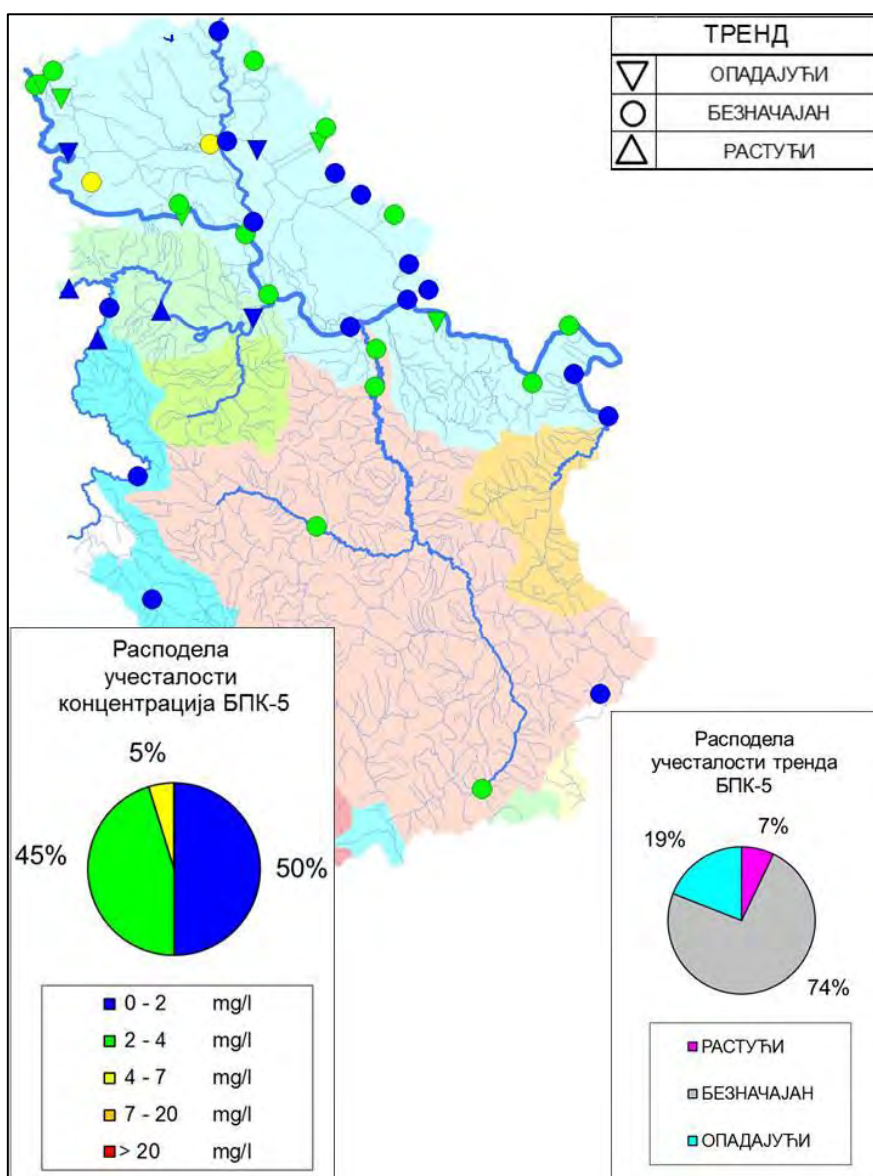 ТРЕНД
ОПАДАЈУЋИ
БЕЗНАЧАЈАН
РАСТУЋИ
Расподела
учесталости
концентрација БПК-5
5%
45%
50%
0 - 2 mg/l
2 - 4 mg/l
4 - 7 mg/l
7 - 20 mg/l
> 20 mg/l
Расподела
учесталости тренда
БПК-5
19%
7%
74%
РАСТУЋИ
БЕЗНАЧАЈАН
ОПАДАЈУЋИ